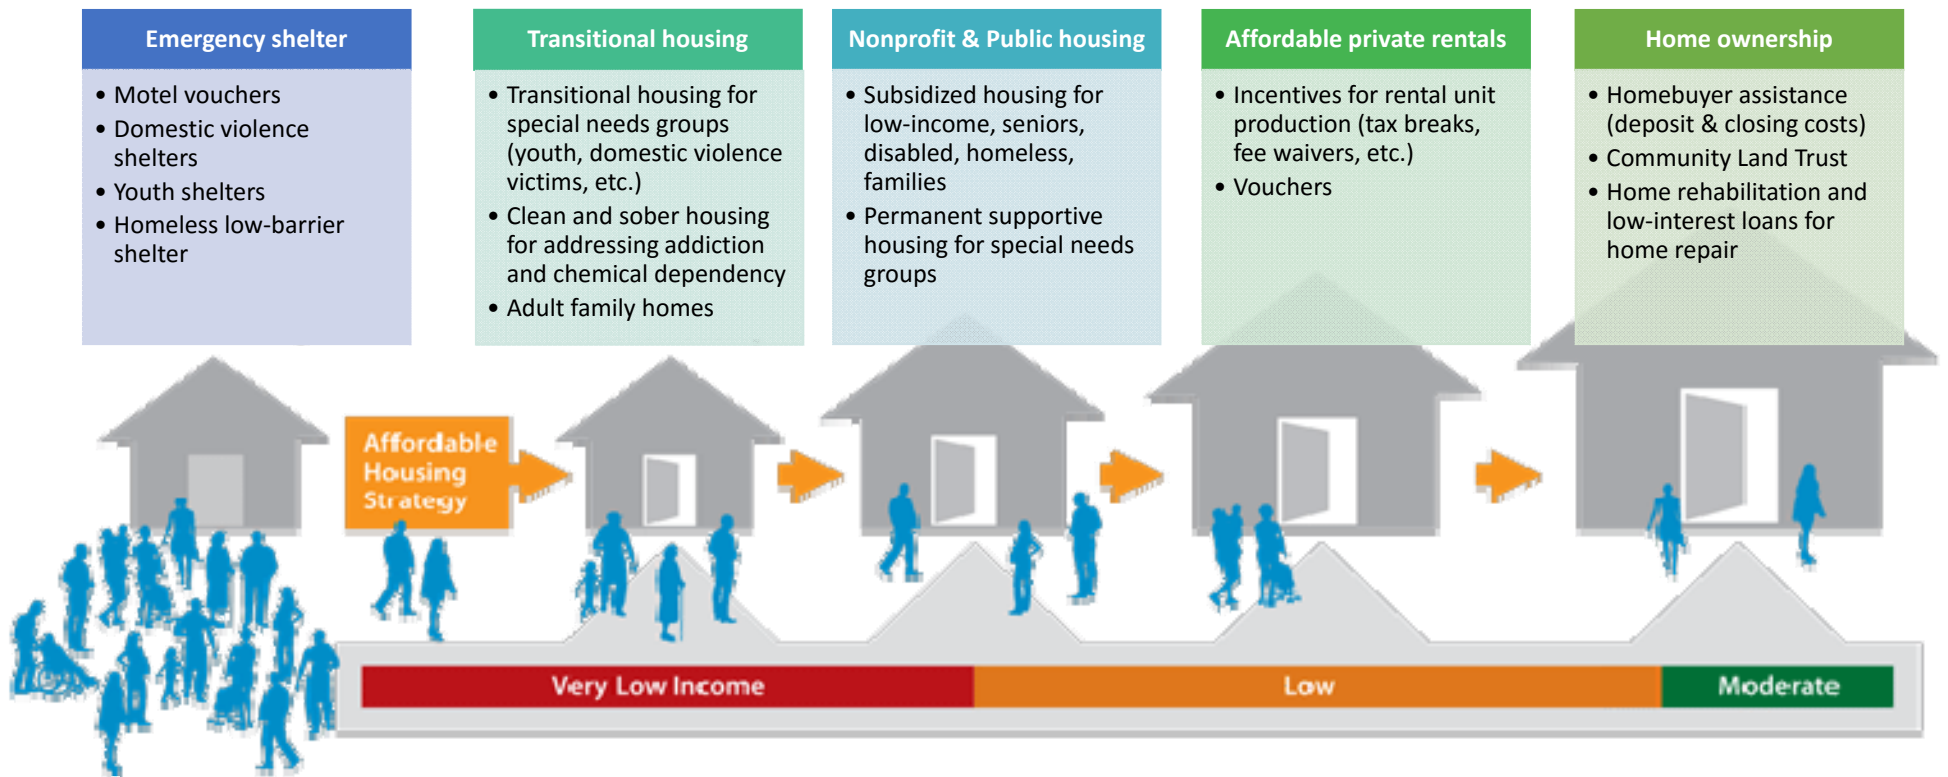 Emergency shelter
• Motel vouchers
• Domestic violence
shelters
• Youth shelters
• Homeless low-barrier
shelter
Transitional housing
• Transitional housing for
special needs groups
(youth, domestic violence
victims, etc.)
• Clean and sober housing
for addressing addiction
and chemical dependency
• Adult family homes
Nonprofit & Public housing
• Subsidized housing for
low-income, seniors,
disabled, homeless,
families
• Permanent supportive
housing for special needs
groups
Affordable private rentals
• Incentives for rental unit
production (tax breaks,
fee waivers, etc.)
• Vouchers
Home ownership
• Homebuyer assistance
(deposit & closing costs)
• Community Land Trust
• Home rehabilitation and
low-interest loans for
home repair
Affordable
Housing
Strategy
Very Low Income
Low
Moderate